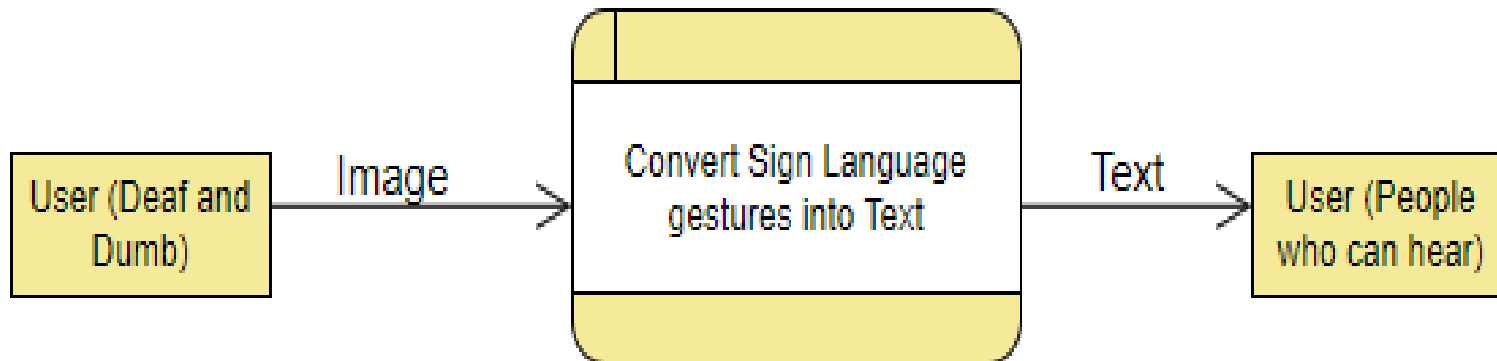 User (Deaf and
Dumb)
Image
Convert Sign Language
gestures into Text
Text
User (People
who can hear)